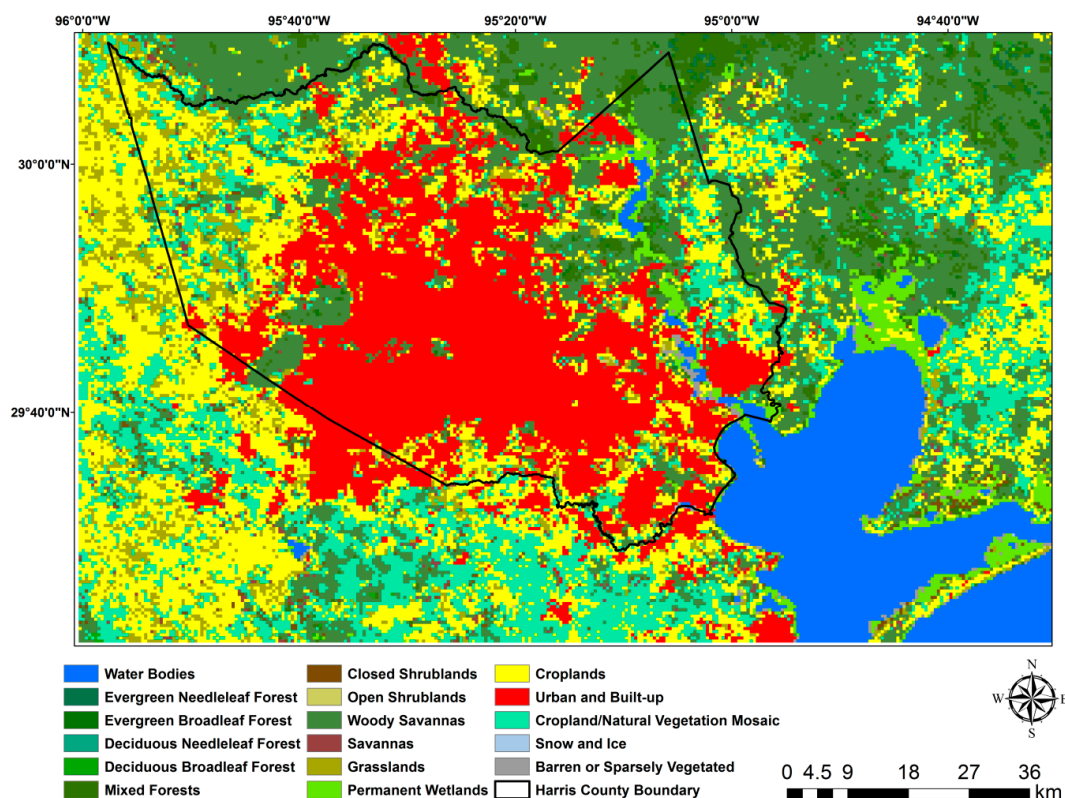 96°0'0"W 95°40'0"W 95°20'0"W 95°0'0"W 94°40'0"W
30°0'0"N
29°40'0"N
Water Bodies
Evergreen Needleleaf Forest
Evergreen Broadleaf Forest
Deciduous Needleleaf Forest
Deciduous Broadleaf Forest
Mixed Forests
Closed Shrublands
Open Shrublands
Woody Savannas
Savannas
Grasslands
Permanent Wetlands
Croplands
Urban and Built-up
Cropland/Natural Vegetation Mosaic
Snow and Ice
Barren or Sparsely Vegetated
Harris County Boundary
N
W E
S
0 4.5 9 18 27 36
km